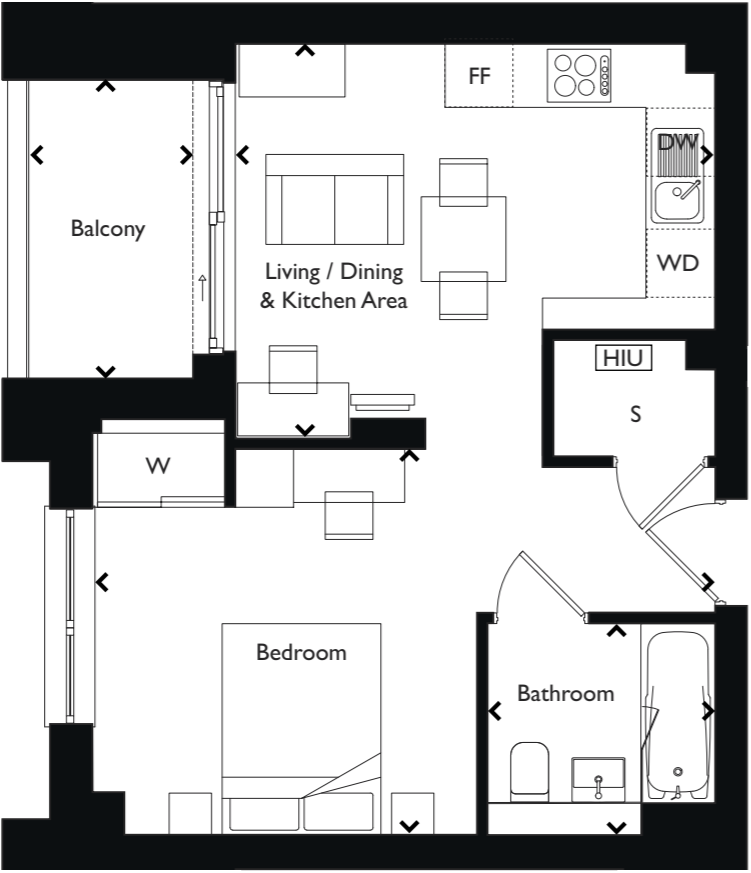 FF
DW
Balcony
WD
Living / Dining
& Kitchen Area
HIU
S
W
Bedroom
Bathroom